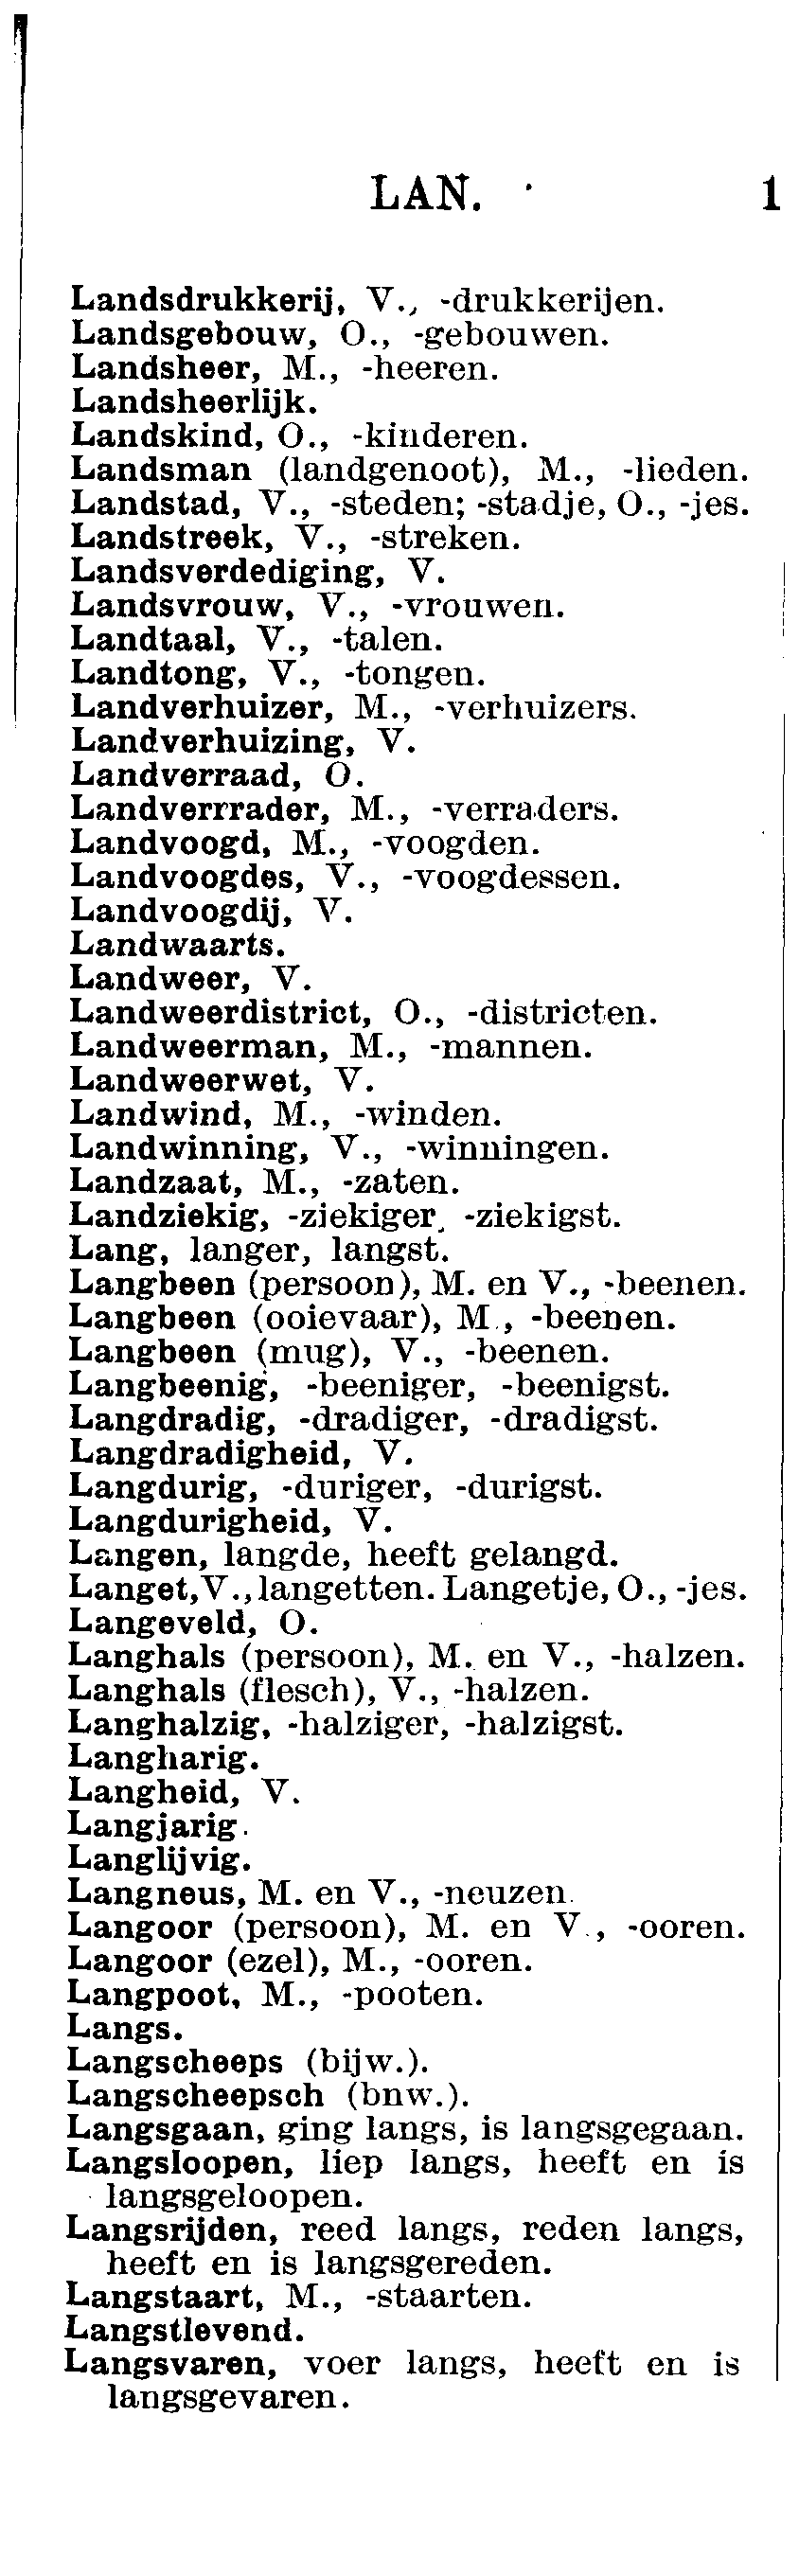 LAN. 1
Landsdrukkerij, V., -drukkerijen.
Landsgebouw, O., -gebouwen.
Landsheer, M., -heeren.
Landsheerlijk.
Landskind, O., -kinderen.
Landsman (landgenoot), M., -lieden.
Landstad, V., -steden; -stadje, O., -jes.
Landstreek, V., -streken.
Landsverdediging, V.
Landsvrouw, V., -vrouwen.
Landtaal, V., -talen.
Landtong, V., -tongen.
Landverhuizer, M., -verhuizers.
Landverhuizing, V.
Landverraad, O.
Landverrrader, M., -verraders.
Landvoogd, M., -voogden.
Landvoogdes, V., -voogdessen.
Landvoogdij, V.
Landwaarts.
Landweer, V.
Landweerdistrict, O., -districten.
Landweerman, M., -mannen.
Landweerwet, V.
Landwind, M., -winden.
Landwinning, V., -winningen.
Landzaat, M., -zaten.
Landziekig, -ziekiger, -ziekigst.
Lang, langer, langst.
Langbeen (persoon), M. en V., -beenen.
Langbeen (ooievaar), M., -beenen.
Langbeen (mug), V., -beenen.
Langbeenig, -beeniger, -beenigst.
Langdradig, -dradiger, -dradigst.
Langdradigheid, V.
Langdurig, -duriger, -durigst.
Langdurigheid, V.
Langen, langde, heeft gelangd.
Langet, V., langetten. Langetje, O., -jes.
Langeveld, O.
Langhals (persoon), M. en V., -halzen.
Langhals (flesch), V., -halzen.
Langhalzig, -halziger, -halzigst.
Langharig.
Langheid, V.
Langjarig.
Langlijvig.
Langneus, M. en V., -neuzen.
Langoor (persoon), M. en V., -ooren.
Langoor (ezel), M., -ooren.
Langpoot, M., -pooten.
Langs.
Langscheeps (bijw.).
Langscheepsch (bnw.).
Langsgaan, ging langs, is langsgegaan.
Langsloopen, liep langs, heeft en is
langsgeloopen.
Langsrijden, reed langs, reden langs,
heeft en is langsgereden.
Langstaart, M., -staarten.
Langstlevend.
Langsvaren, voer langs, heeft en is
langsgevaren.